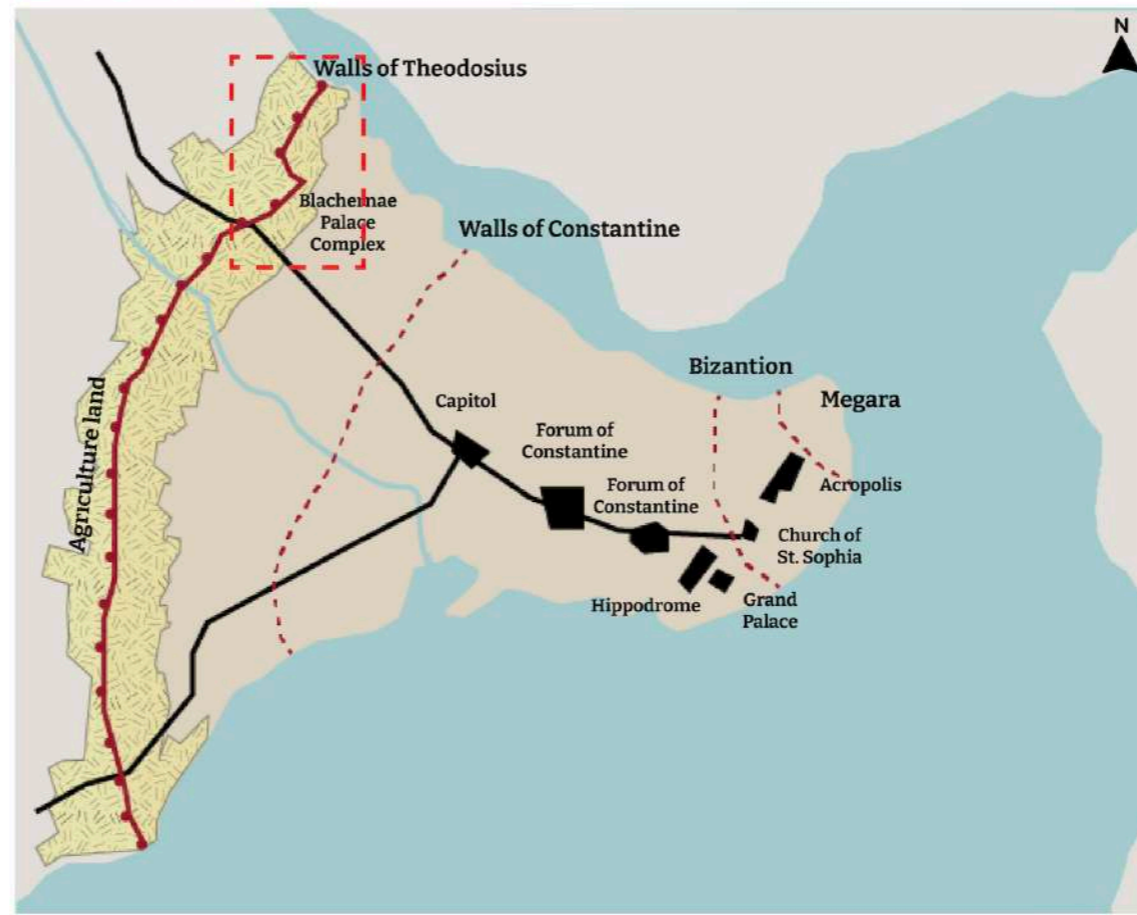 N
Walls of Theodosius
Blachernae
Palace
Complex
Walls of Constantine
Agriculture land
Capitol
Forum of
Constantine
Forum of
Constantine
Bizantion
Megara
Acropolis
Church of
St. Sophia
Hippodrome
Grand
Palace